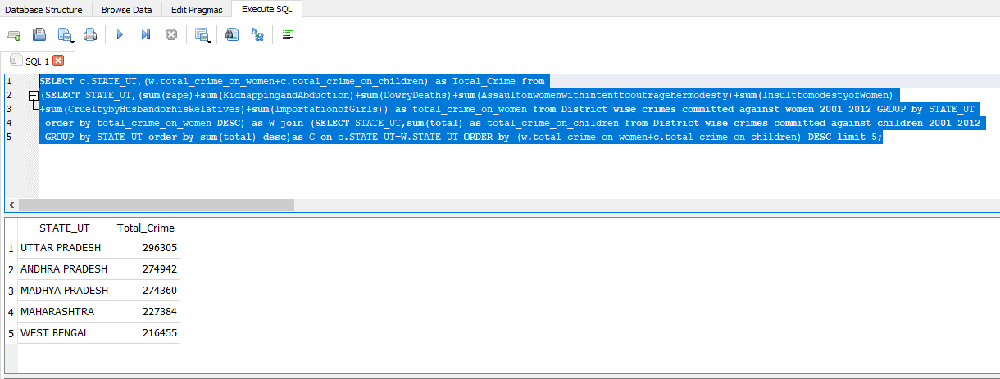 Database Structure Browse Data Edit Pragmas Execute SQL
SQL 1
1 SELECT c.STATE_UT,(w.total_crime_on_women+c.total_crime_on_children) as Total_Crime from
2 (SELECT STATE_UT,(sum(rape)+sum(KidnappingandAbduction)+sum(DowryDeaths)+sum(Assaultonwomenwithintenttooutragehermodesty)+sum(InsulttomodestyofWomen)
3 +sum(CrueltybyHusbandorhisRelatives)+sum(ImportationofGirls)) as total_crime_on_women from District_wise_crimes_committed_against_women_2001_2012 GROUP by STATE_UT
4 order by total_crime_on_women DESC) as W join (SELECT STATE_UT,sum(total) as total_crime_on_children from District_wise_crimes_committed_against_children_2001_2012
5 GROUP by STATE_UT order by sum(total) desc)as C on c.STATE_UT=W.STATE_UT ORDER by (w.total_crime_on_women+c.total_crime_on_children) DESC limit 5;
STATE_UT Total_Crime
1 UTTAR PRADESH 296305
2 ANDHRA PRADESH 274942
3 MADHYA PRADESH 274360
4 MAHARASHTRA 227384
5 WEST BENGAL 216455